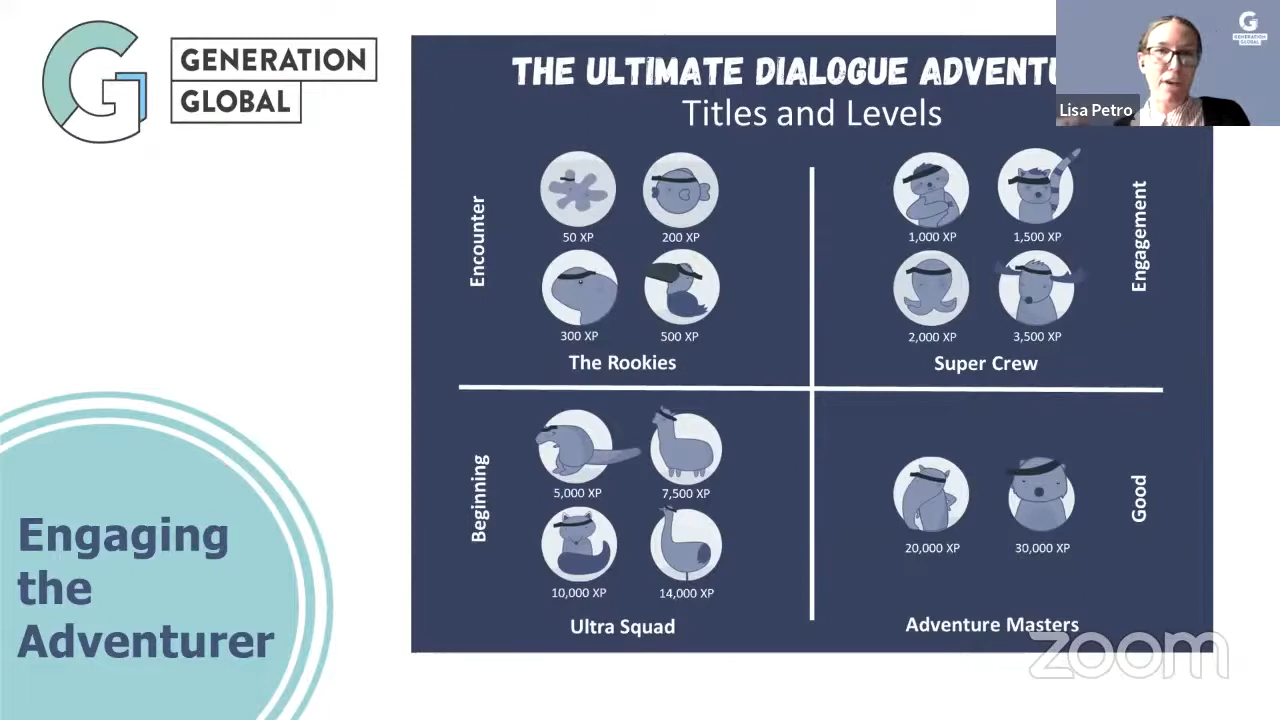 GENERATION
GLOBAL
THE ULTIMATE DIALOGUE ADVENTU
Titles and Levels
G
GENERATION
GLOBAL
Lisa Petro
Encounter
50 XP
200 XP
300 XP
500 XP
The Rookies
1,000 XP
1,500 XP
2,000 XP
3,500 XP
Super Crew
Engagement
Beginning
5,000 XP
7,500 XP
10,000 XP
14,000 XP
Ultra Squad
20,000 XP
30,000 XP
Adventure Masters
Good
Engaging
the
Adventurer
zoom